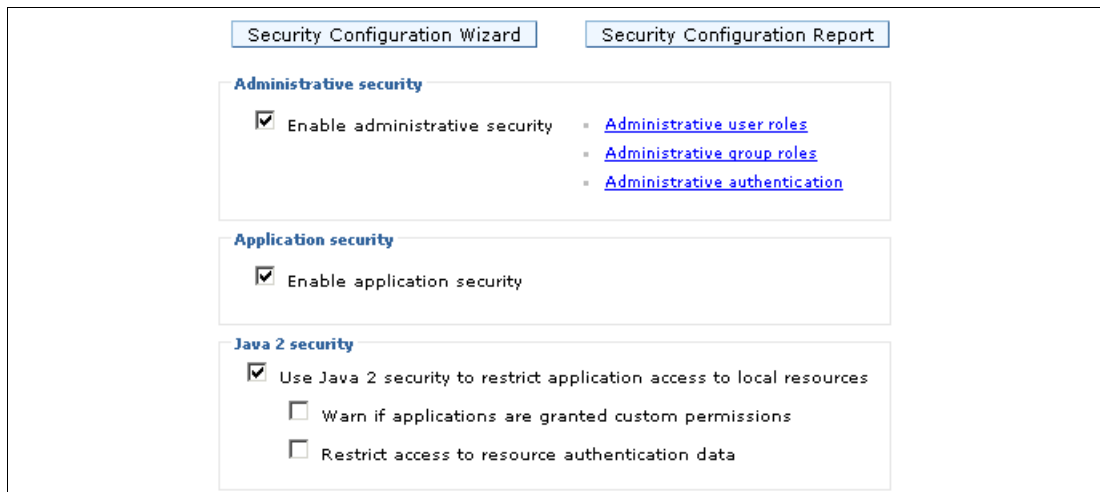 Security Configuration Wizard
Security Configuration Report
Administrative security
Enable administrative security
Administrative user roles
Administrative group roles
Administrative authentication
Application security
Enable application security
Java 2 security
Use Java 2 security to restrict application access to local resources
Warn if applications are granted custom permissions
Restrict access to resource authentication data